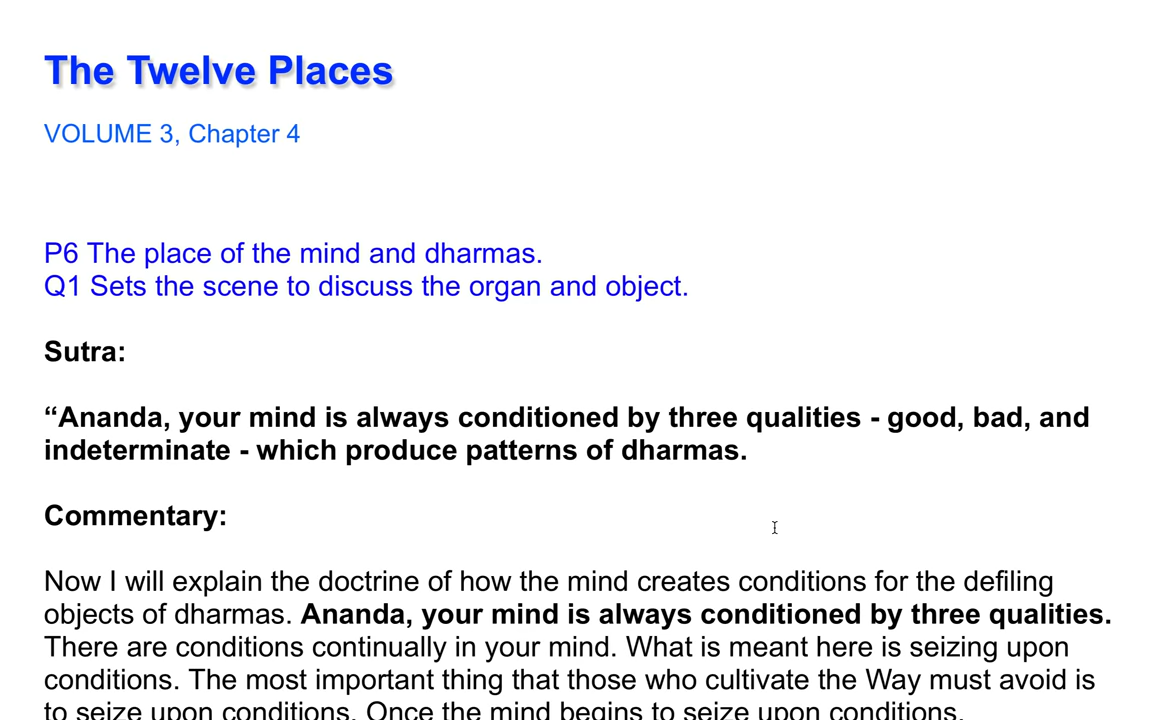 The Twelve Places
VOLUME 3, Chapter 4
P6 The place of the mind and dharmas.
Q1 Sets the scene to discuss the organ and object.
Sutra:
“Ananda, your mind is always conditioned by three qualities - good, bad, and
indeterminate - which produce patterns of dharmas.
Commentary:
Now I will explain the doctrine of how the mind creates conditions for the defiling
objects of dharmas. Ananda, your mind is always conditioned by three qualities.
There are conditions continually in your mind. What is meant here is seizing upon
conditions. The most important thing that those who cultivate the Way must avoid is
to seize upon conditions. Once the mind begins to seize upon conditions,